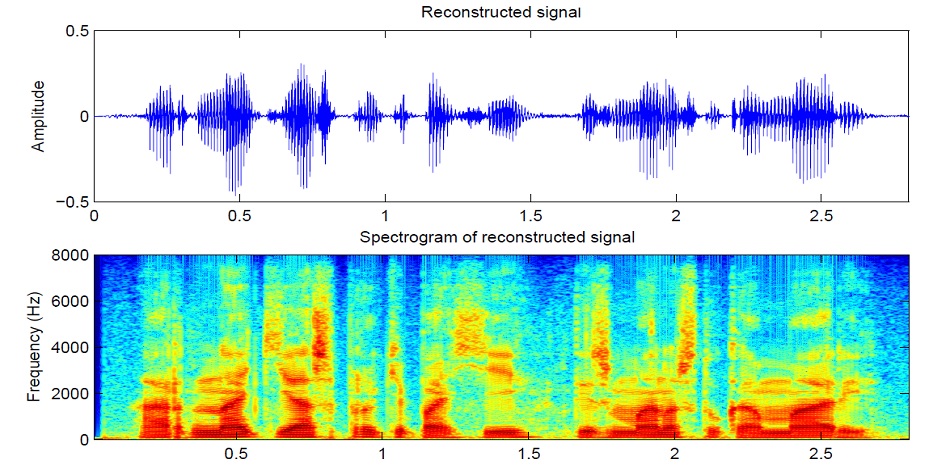 Reconstructed signal
0.5
Amplitude
0
−0.5
0 0.5 1 1.5 2 2.5
Spectrogram of reconstructed signal
8000
6000
Frequency (Hz)
4000
2000
0
0.5 1 1.5 2 2.5